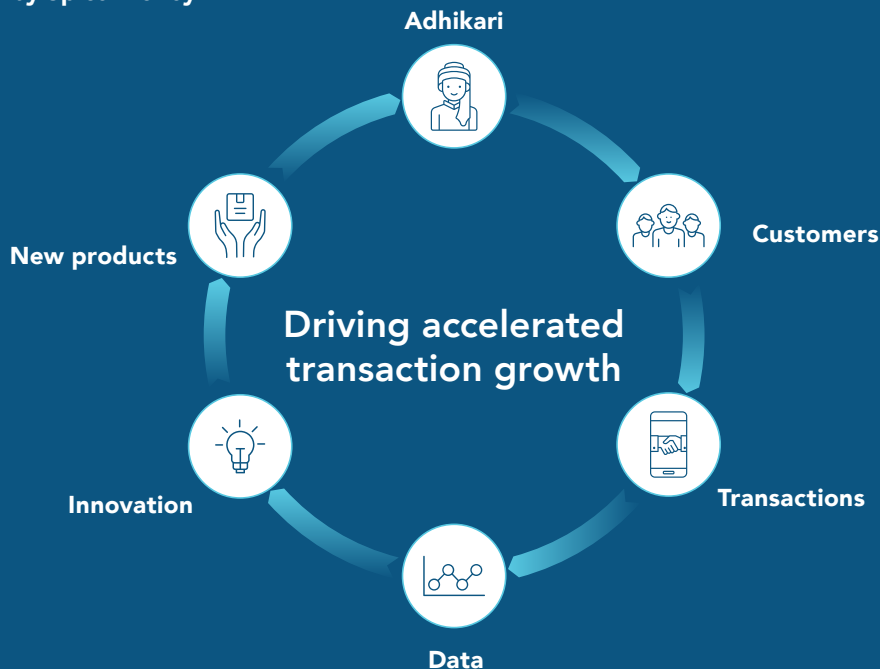 Adhikari
Customers
New products
Driving accelerated
transaction growth
Transactions
Innovation
Data